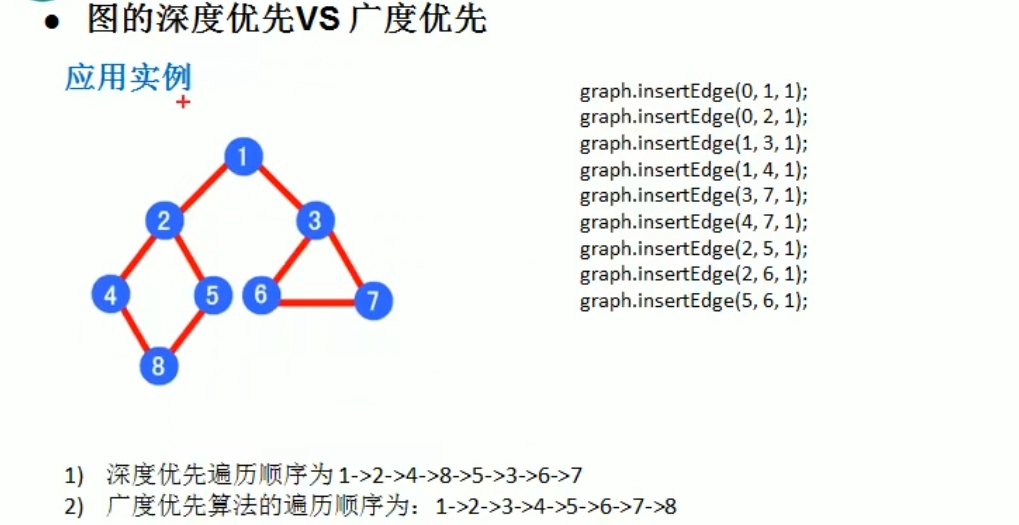 ● 图的深度优先VS 广度优先
应用实例
graph.insertEdge(0, 1, 1);
graph.insertEdge(0, 2, 1);
graph.insertEdge(1, 3, 1);
graph.insertEdge(1, 4, 1);
graph.insertEdge(3, 7, 1);
graph.insertEdge(4, 7, 1);
graph.insertEdge(2, 5, 1);
graph.insertEdge(2, 6, 1);
graph.insertEdge(5, 6, 1);
1
2 3
4 5 6 7
8
1) 深度优先遍历顺序为 1->2->4->8->5->3->6->7
2) 广度优先算法的遍历顺序为：1->2->3->4->5->6->7->8